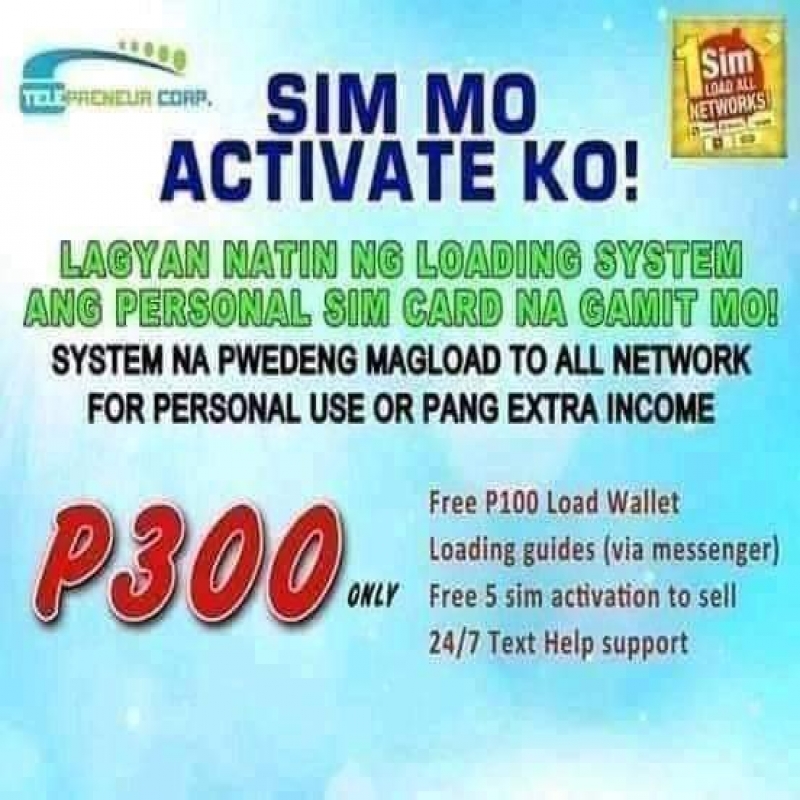 TELEPRENEUR CORP.
1Sim
LOAD ALL
NETWORKS!
SIM MO
ACTIVATE KO!
LAGYAN NATIN NG LOADING SYSTEM
ANG PERSONAL SIM CARD NA GAMIT MO!
SYSTEM NA PWEDENG MAGLOAD TO ALL NETWORK
FOR PERSONAL USE OR PANG EXTRA INCOME
P300 ONLY
Free P100 Load Wallet
Loading guides (via messenger)
Free 5 sim activation to sell
24/7 Text Help support